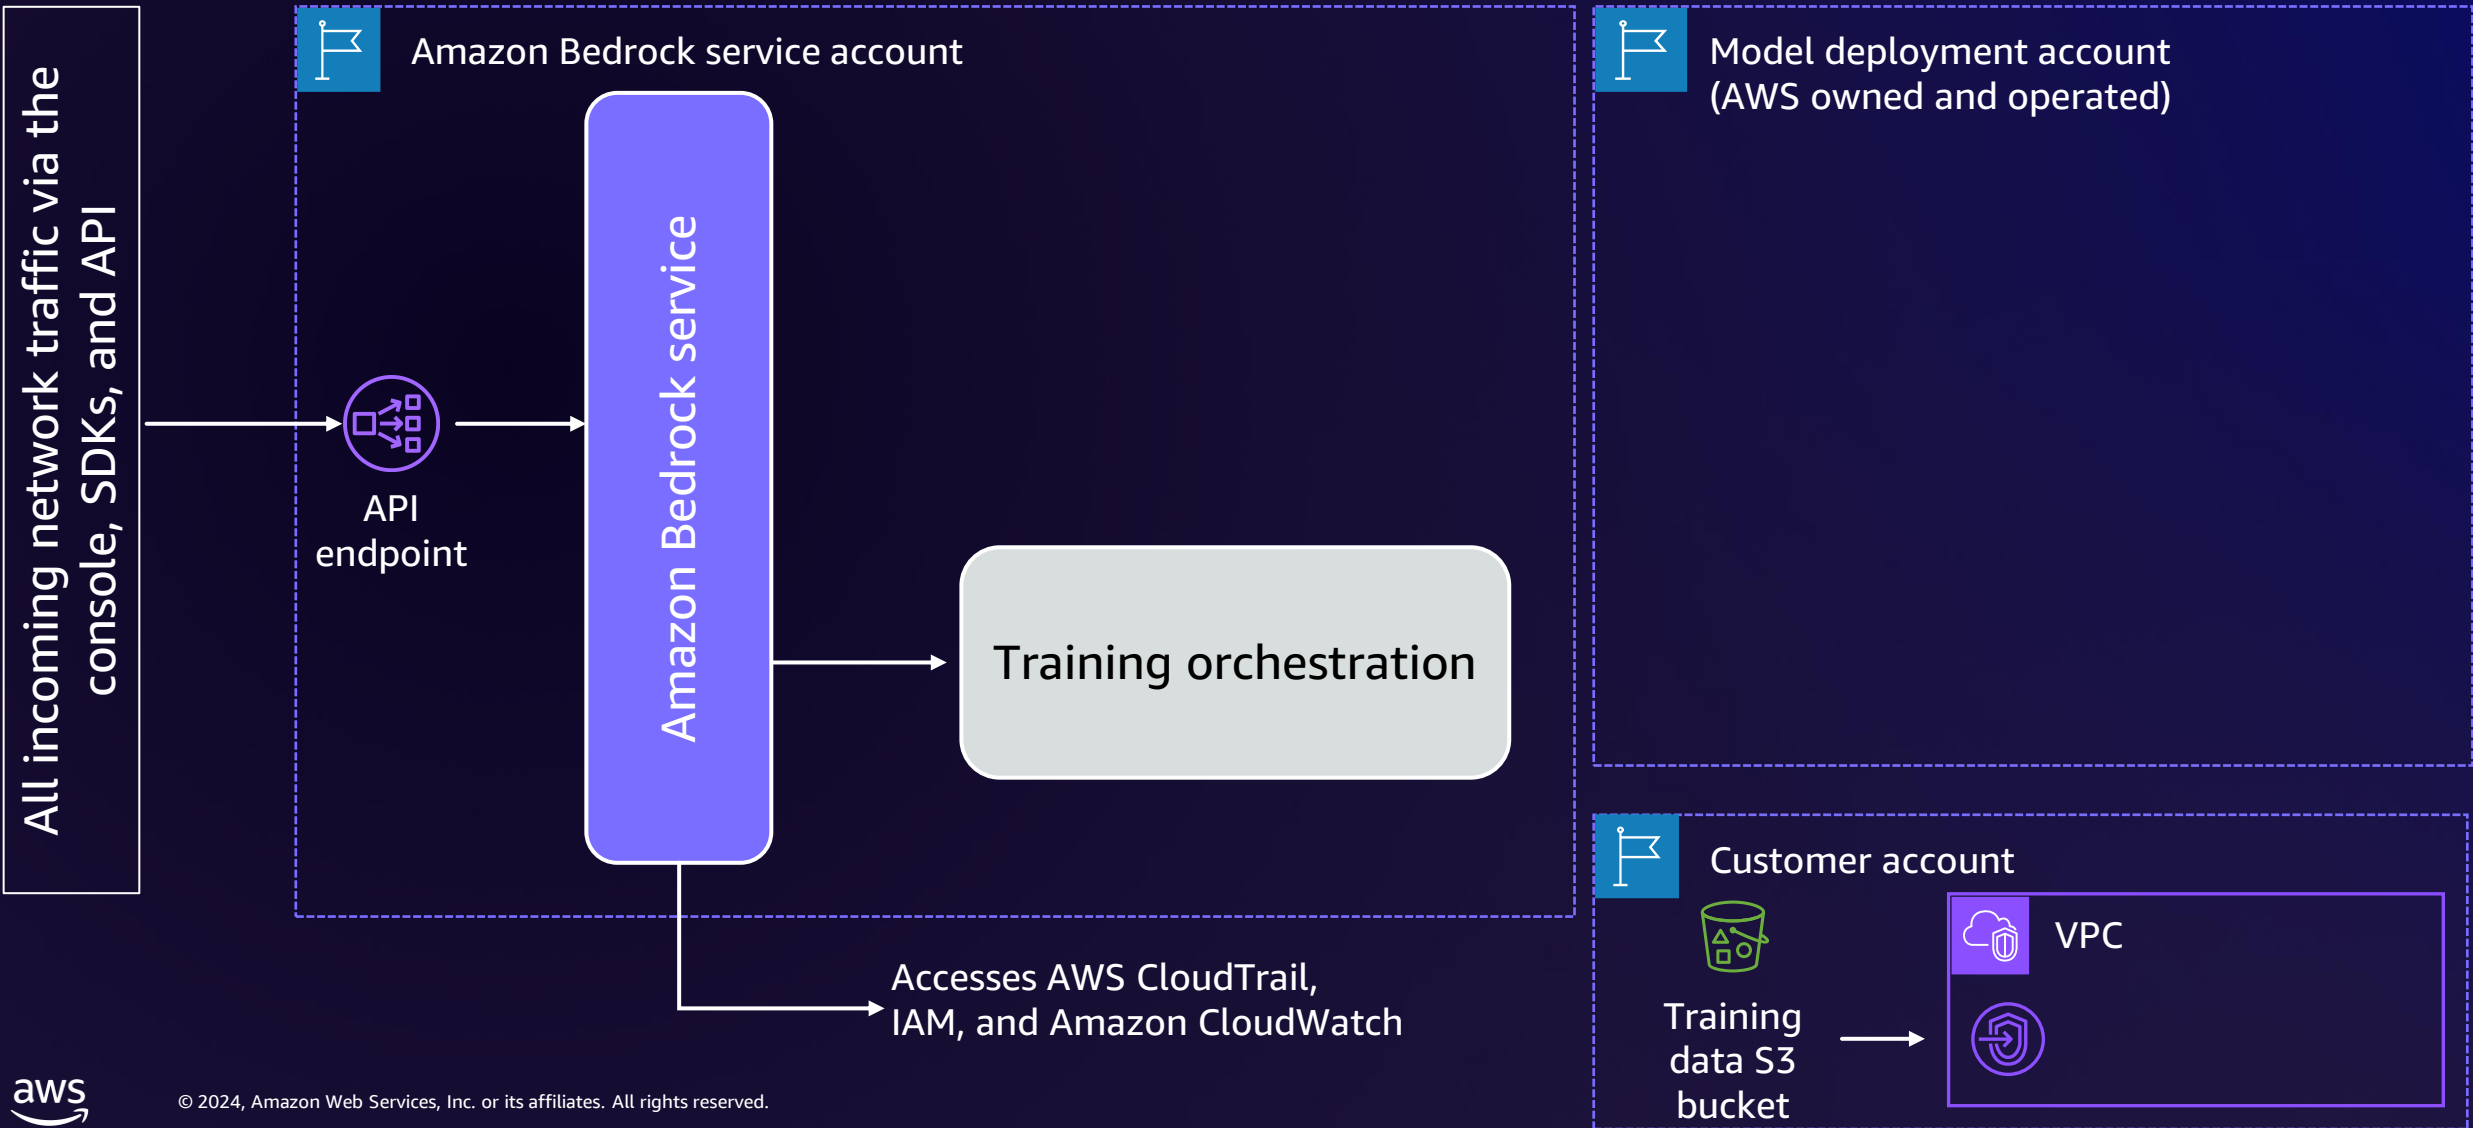 All incoming network traffic via the
console, SDKs, and API
Amazon Bedrock service account
API
endpoint
Amazon Bedrock service
Training orchestration
Accesses AWS CloudTrail,
IAM, and Amazon CloudWatch
Model deployment account
(AWS owned and operated)
Customer account
Training
data S3
bucket
VPC
aws
© 2024, Amazon Web Services, Inc. or its affiliates. All rights reserved.